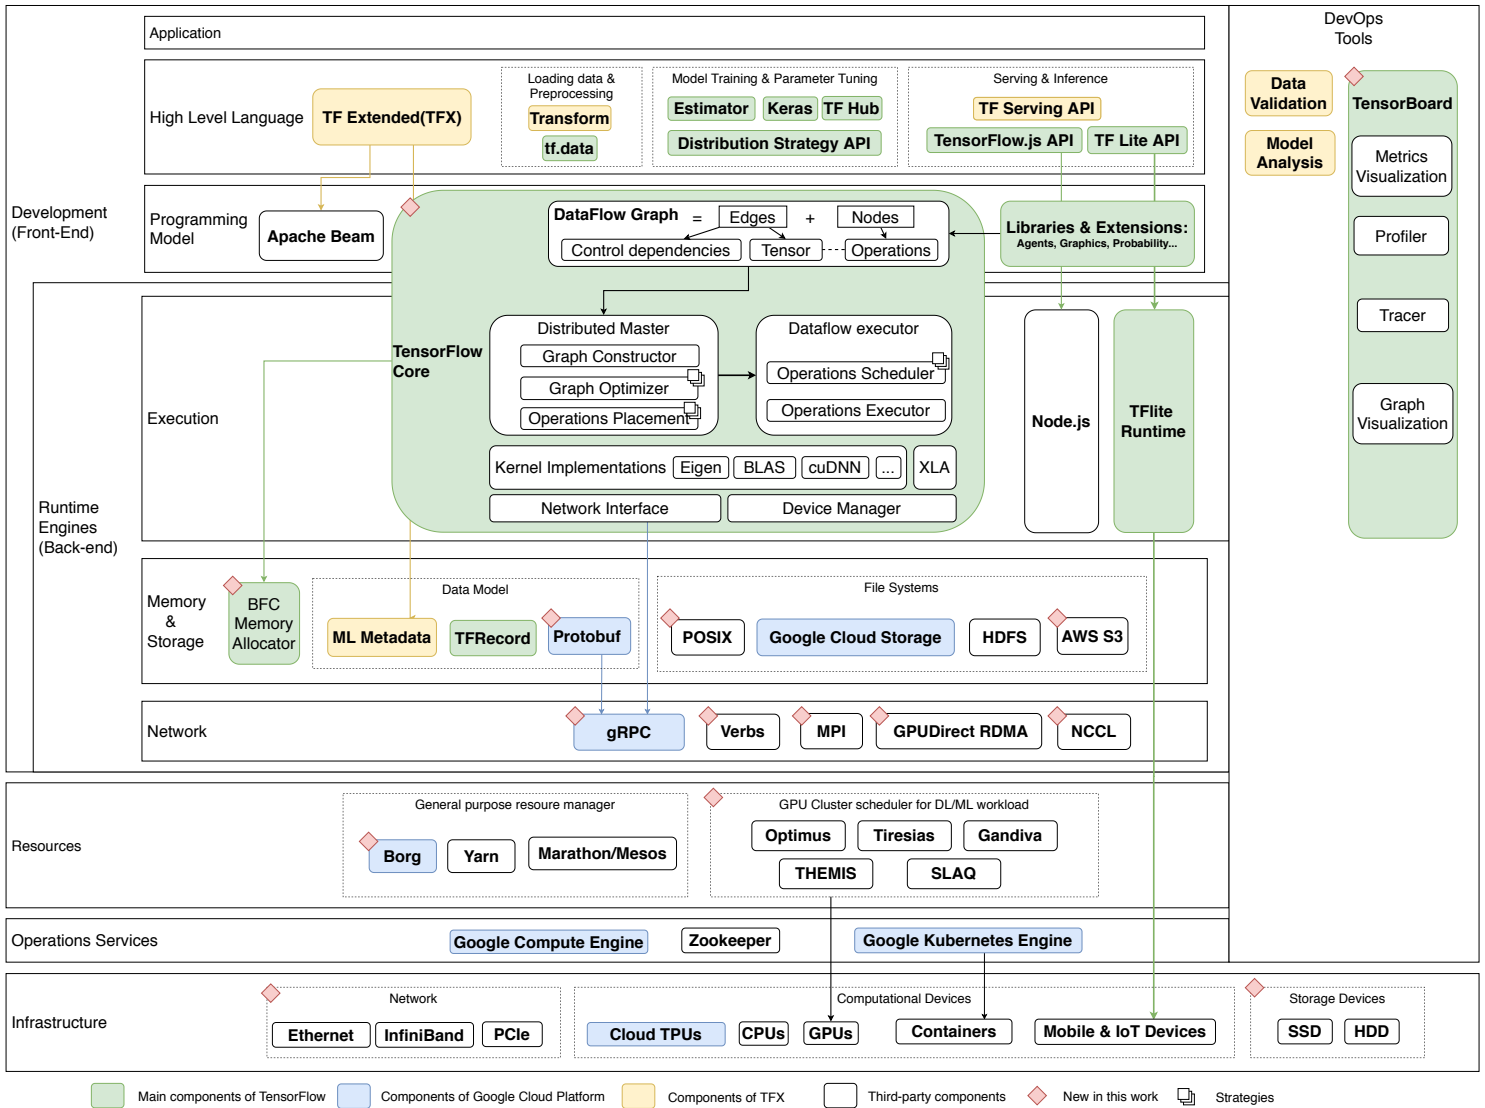 DevOps
Tools
Application
High Level Language
TF Extended(TFX)
Loading data &
Preprocessing
Transform
tf.data
Model Training & Parameter Tuning
Estimator
Keras
TF Hub
Distribution Strategy API
Serving & Inference
TF Serving API
TensorFlow.js API
TF Lite API
Data
Validation
Model
Analysis
TensorBoard
Metrics
Visualization
Profiler
Tracer
Graph
Visualization
Development
(Front-End)
Programming
Model
Apache Beam
DataFlow Graph
=
Edges
+
Nodes
Control dependencies
Tensor
Operations
Libraries & Extensions:
Agents, Graphics, Probability...
Runtime
Engines
(Back-end)
Execution
TensorFlow
Core
Distributed Master
Graph Constructor
Graph Optimizer
Operations Placement
Dataflow executor
Operations Scheduler
Operations Executor
Kernel Implementations
Eigen
BLAS
cuDNN
...
XLA
Network Interface
Device Manager
Node.js
TFlite
Runtime
Memory
&
Storage
BFC
Memory
Allocator
Data Model
ML Metadata
TFRecord
Protobuf
File Systems
POSIX
Google Cloud Storage
HDFS
AWS S3
Network
gRPC
Verbs
MPI
GPUDirect RDMA
NCCL
Resources
General purpose resoure manager
Borg
Yarn
Marathon/Mesos
GPU Cluster scheduler for DL/ML workload
Optimus
Tiresias
Gandiva
THEMIS
SLAQ
Operations Services
Google Compute Engine
Zookeeper
Google Kubernetes Engine
Infrastructure
Network
Ethernet
InfiniBand
PCIe
Computational Devices
Cloud TPUs
CPUs
GPUs
Containers
Mobile & IoT Devices
Storage Devices
SSD
HDD
Main components of TensorFlow
Components of Google Cloud Platform
Components of TFX
Third-party components
New in this work
Strategies